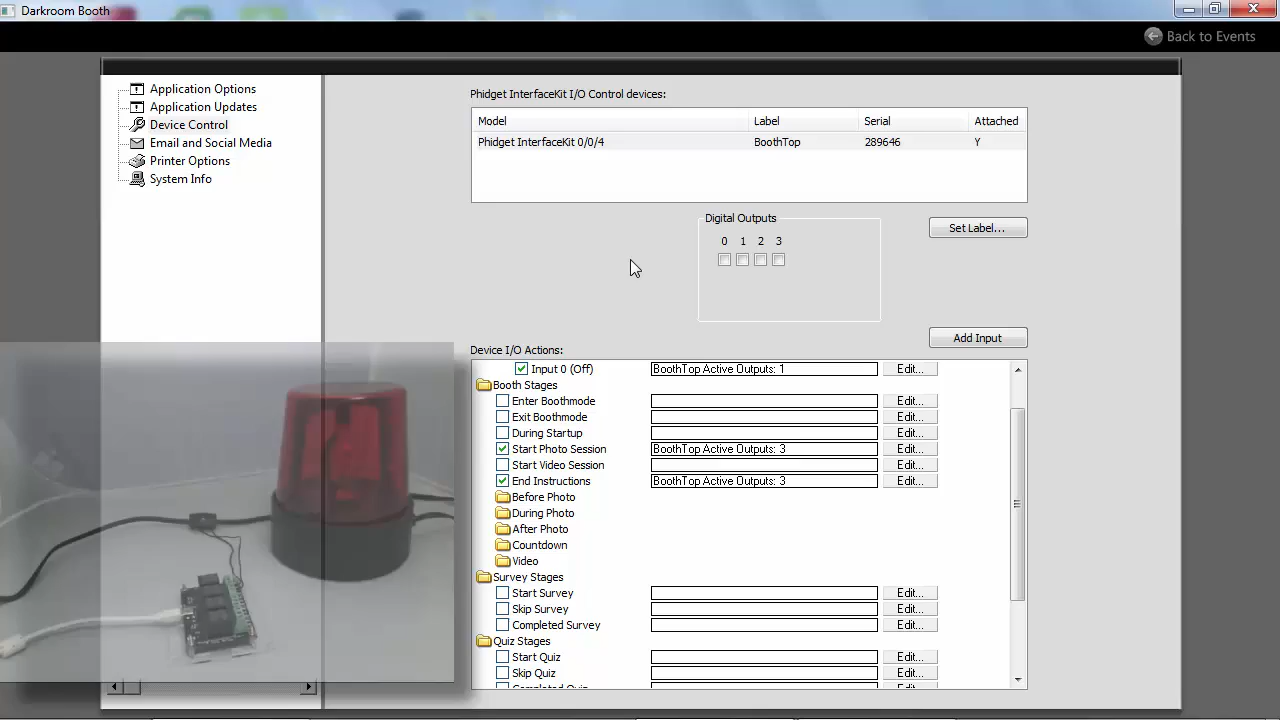 Darkroom Booth
Back to Events
Application Options
Application Updates
Device Control
Email and Social Media
Printer Options
System Info
Phidget InterfaceKit I/O Control devices:
Model Label Serial Attached
Phidget InterfaceKit 0/0/4 BoothTop 289646 Y
Digital Outputs
0 1 2 3
Set Label...
Add Input
Device I/O Actions:
Input 0 (Off) BoothTop Active Outputs: 1 Edit...
Booth Stages
Enter Boothmode Edit...
Exit Boothmode Edit...
During Startup Edit...
Start Photo Session BoothTop Active Outputs: 3 Edit...
Start Video Session Edit...
End Instructions BoothTop Active Outputs: 3 Edit...
Before Photo
During Photo
After Photo
Countdown
Video
Survey Stages
Start Survey Edit...
Skip Survey Edit...
Completed Survey Edit...
Quiz Stages
Start Quiz Edit...
Skip Quiz Edit...
Completed Quiz Edit...